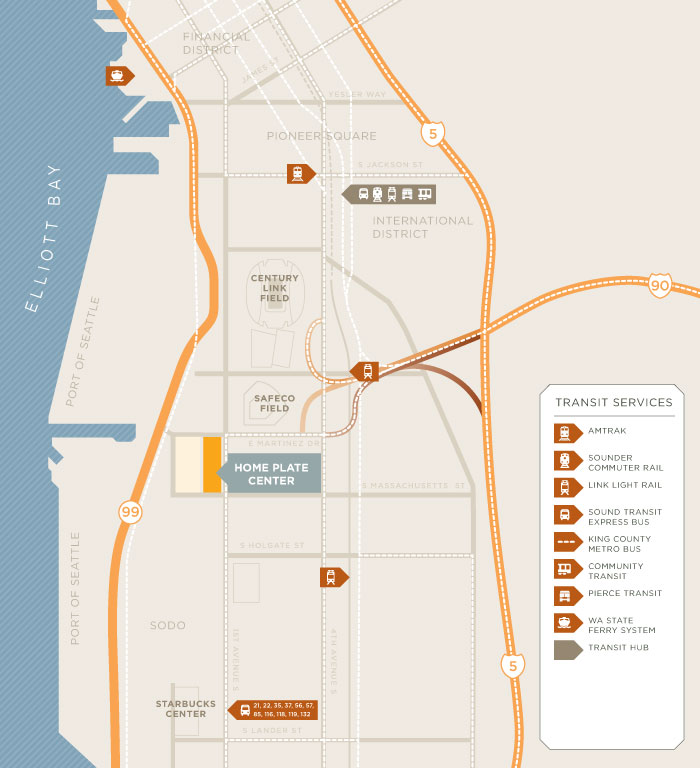 FINANCIAL
DISTRICT
JAMES ST
YESLER WAY
5
PIONEER SQUARE
S JACKSON ST
INTERNATIONAL
DISTRICT
ELLIOTT BAY
CENTURY
LINK
FIELD
90
PORT OF SEATTLE
SAFECO
FIELD
E MARTINEZ DR
HOME PLATE
CENTER
S MASSACHUSETTS ST
99
S HOLGATE ST
PORT OF SEATTLE
SODO
1ST AVENUE S
4TH AVENUE S
5
STARBUCKS
CENTER
21, 22, 35, 37, 56, 57,
85, 116, 118, 119, 132
S LANDER ST
TRANSIT SERVICES
AMTRAK
SOUNDER
COMMUTER RAIL
LINK LIGHT RAIL
SOUND TRANSIT
EXPRESS BUS
KING COUNTY
METRO BUS
COMMUNITY
TRANSIT
PIERCE TRANSIT
WA STATE
FERRY SYSTEM
TRANSIT HUB